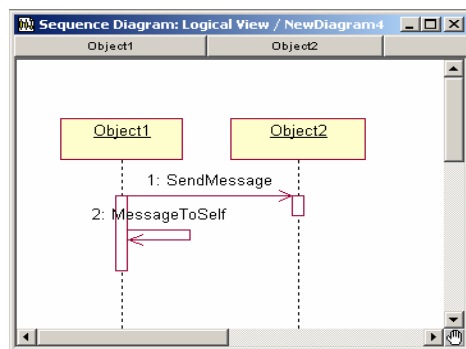 Sequence Diagram: Logical View / NewDiagram4
Object1 Object2
Object1 Object2
1: SendMessage
2: MessageToSelf